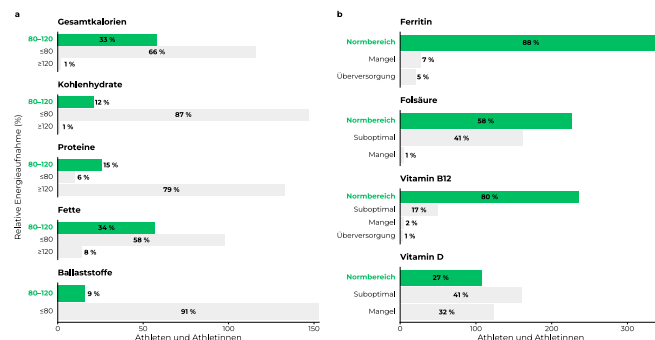 a
Relative Energieaufnahme (%)
Gesamtkalorien
80–120 33 %
≤80 66 %
≥120 1 %
Kohlenhydrate
80–120 12 %
≤80 87 %
≥120 1 %
Proteine
80–120 15 %
≤80 6 %
≥120 79 %
Fette
80–120 34 %
≤80 58 %
≥120 8 %
Ballaststoffe
80–120 9 %
≤80 91 %
0 50 100 150
Athleten und Athletinnen
b
Ferritin
Normbereich 88 %
Mangel 7 %
Überversorgung 5 %
Folsäure
Normbereich 58 %
Suboptimal 41 %
Mangel 1 %
Vitamin B12
Normbereich 80 %
Suboptimal 17 %
Mangel 2 %
Überversorgung 1 %
Vitamin D
Normbereich 27 %
Suboptimal 41 %
Mangel 32 %
0 100 200 300
Athleten und Athletinnen